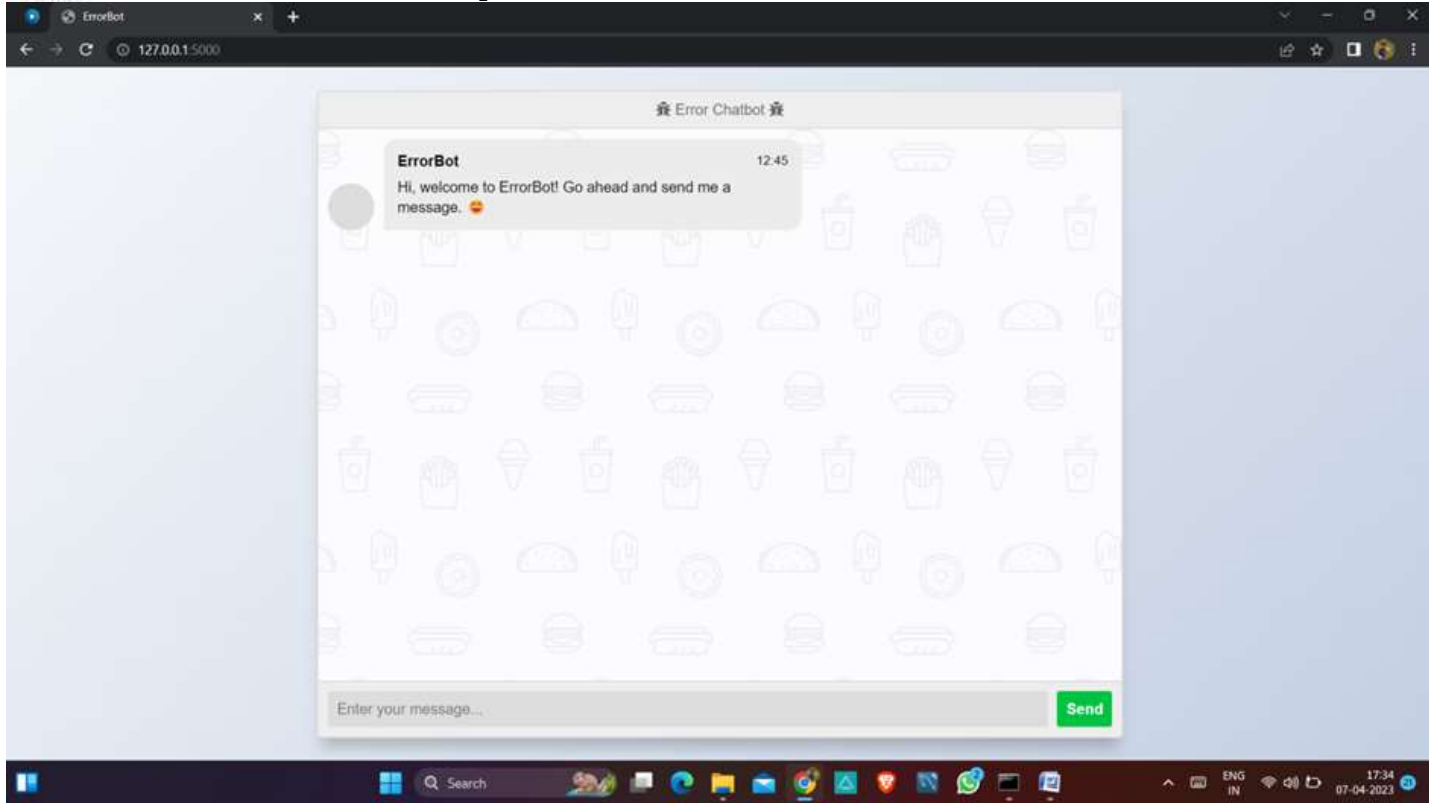 ErrorBot
127.0.0.1:5000
Error Chatbot
ErrorBot 12:45
Hi, welcome to ErrorBot! Go ahead and send me a
message.
Enter your message...
Send
Search
ENG
IN
17:34
07-04-2023
21